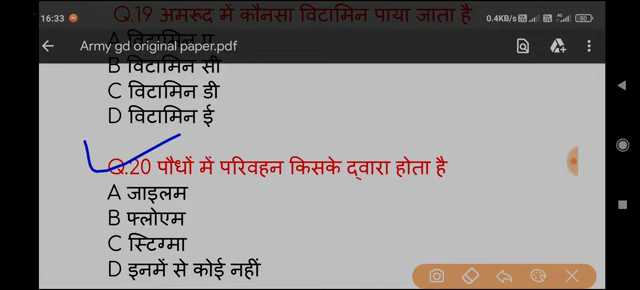 16:33 0.4KB/s 80
Q.19 अमरूद में कौनसा विटामिन पाया जाता है
Army gd original paper.pdf
A विटामिन ए
B विटामिन सी
C विटामिन डी
D विटामिन ई
Q.20 पौधों में परिवहन किसके द्वारा होता है
A जाइलम
B फ्लोएम
C स्टिग्मा
D इनमें से कोई नहीं